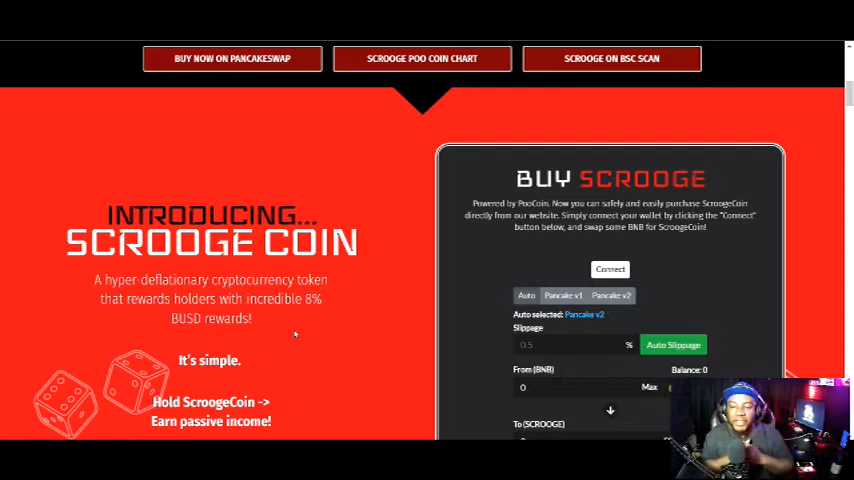 BUY NOW ON PANCAKESWAP
SCROOGE POO COIN CHART
SCROOGE ON BSC SCAN
INTRODUCING...
SCROOGE COIN
A hyper-deflationary cryptocurrency token
that rewards holders with incredible 8%
BUSD rewards!
It's simple.
Hold ScroogeCoin ->
Earn passive income!
BUY SCROOGE
Powered by PooCoin. Now you can safely and easily purchase ScroogeCoin
directly from our website. Simply connect your wallet by clicking the "Connect"
button below, and swap some BNB for ScroogeCoin!
Connect
Auto
Pancake v1
Pancake v2
Auto selected: Pancake v2
Slippage
0.5
%
Auto Slippage
From (BNB)
Balance: 0
0
Max
To (SCROOGE)